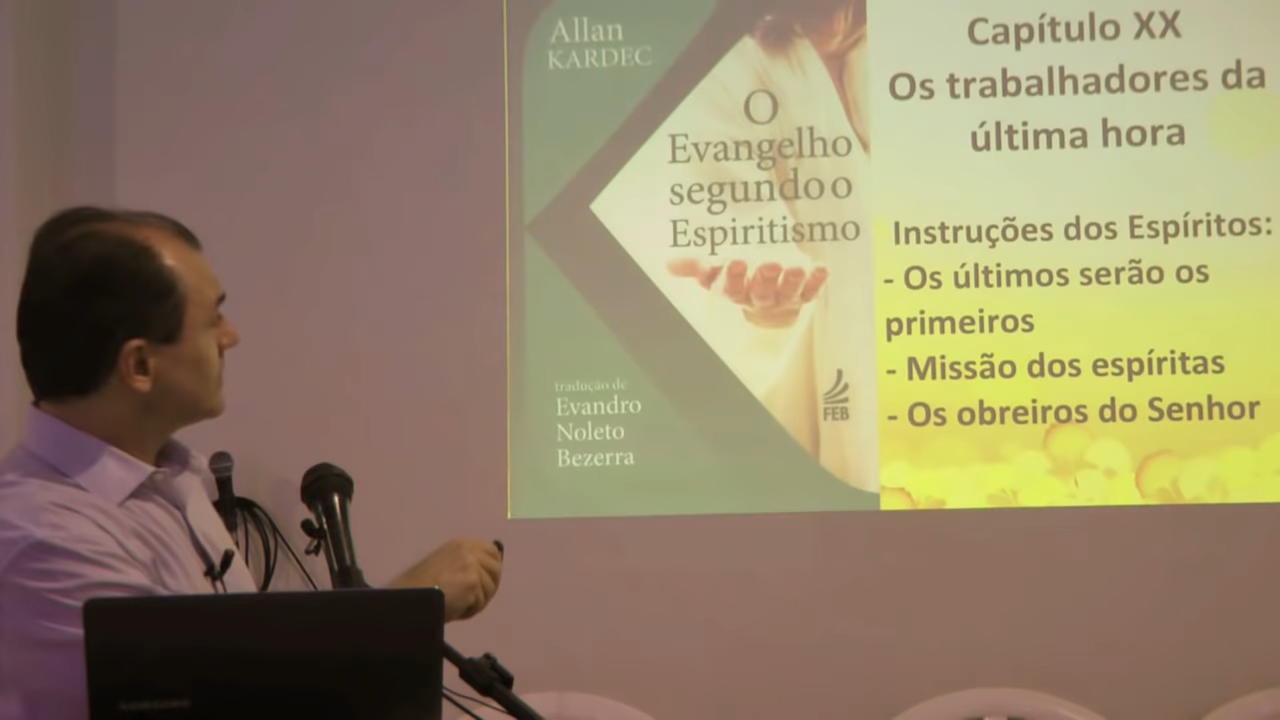 Allan
KARDEC
O
Evangelho
segundo o
Espiritismo
tradução de
Evandro
Noleto
Bezerra
FEB
Capítulo XX
Os trabalhadores da
última hora
Instruções dos Espíritos:
- Os últimos serão os
primeiros
- Missão dos espíritas
- Os obreiros do Senhor